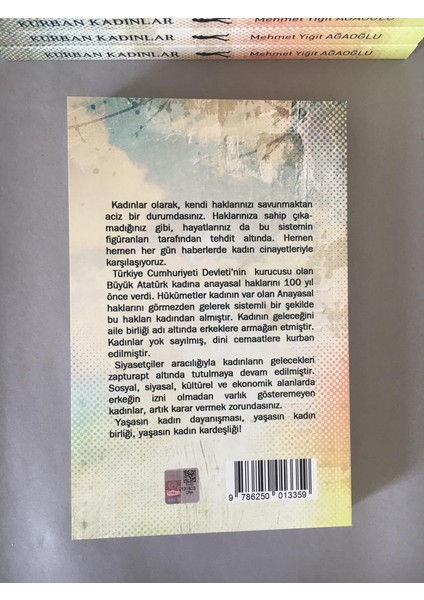 KURBAN KADINLAR Mehmet Yiğit AĞAOĞLU
KURBAN KADINLAR Mehmet Yiğit AĞAOĞLU
KURBAN KADINLAR Mehmet Yiğit AĞAOĞLU
Kadınlar olarak, kendi haklarınızı savunmaktan
aciz bir durumdasınız. Haklarınıza sahip çıka-
madığınız gibi, hayatlarınız da bu sistemin
figüranları tarafından tehdit altında. Hemen
hemen her gün haberlerde kadın cinayetleriyle
karşılaşıyoruz.
Türkiye Cumhuriyeti Devleti'nin kurucusu olan
Büyük Atatürk kadına anayasal haklarını 100 yıl
önce verdi. Hükümetler kadının var olan Anayasal
haklarını görmezden gelerek sistemli bir şekilde
bu hakları kadından almıştır. Kadının geleceğini
aile birliği adı altında erkeklere armağan etmiştir.
Kadınlar yok sayılmış, dini cemaatlere kurban
edilmiştir.
Siyasetçiler aracılığıyla kadınların gelecekleri
zapturapt altında tutulmaya devam edilmiştir.
Sosyal, siyasal, kültürel ve ekonomik alanlarda
erkeğin izni olmadan varlık gösteremeyen
kadınlar, artık karar vermek zorundasınız.
Yaşasın kadın dayanışması, yaşasın kadın
birliği, yaşasın kadın kardeşliği!
9 786250 013359